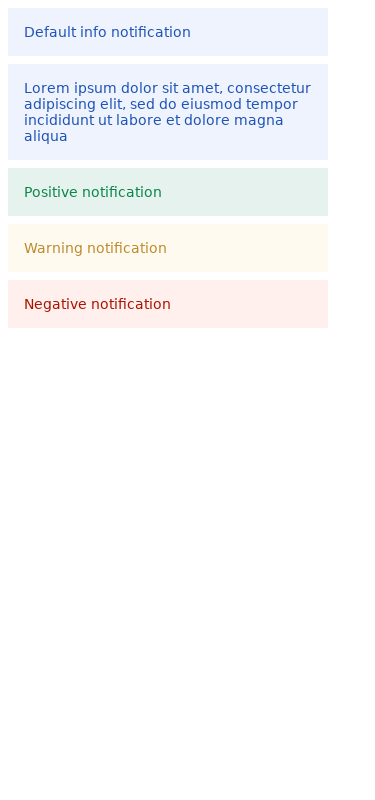 Default info notification
Lorem ipsum dolor sit amet, consectetur
adipiscing elit, sed do eiusmod tempor
incididunt ut labore et dolore magna
aliqua
Positive notification
Warning notification
Negative notification